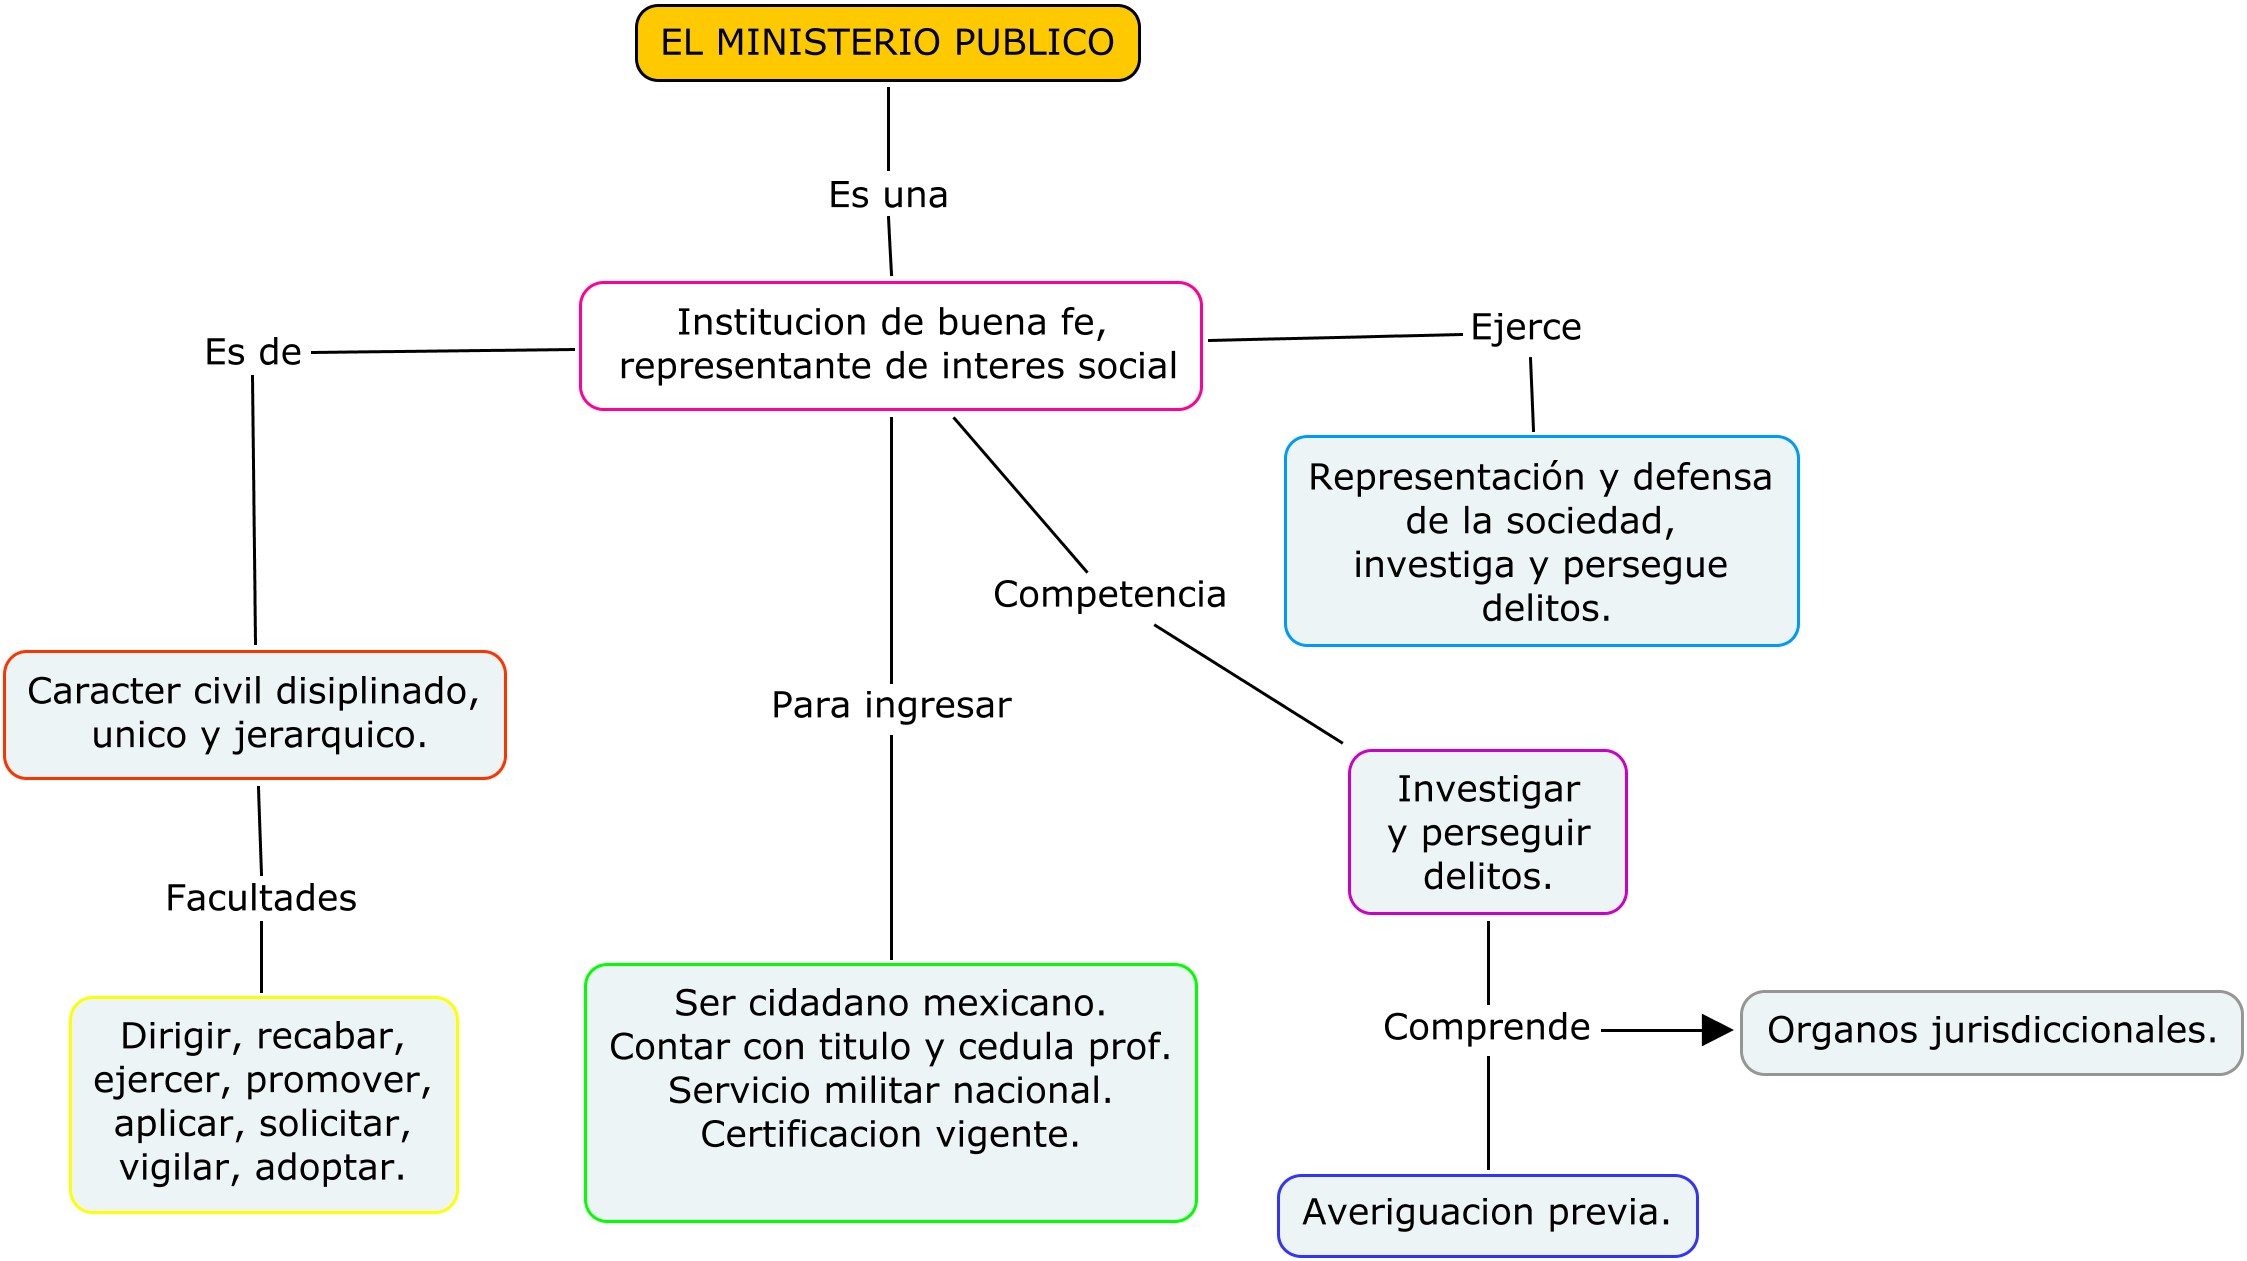 EL MINISTERIO PUBLICO
Es una
Institucion de buena fe,
representante de interes social
Es de
Ejerce
Representación y defensa
de la sociedad,
investiga y persegue
delitos.
Competencia
Caracter civil disiplinado,
unico y jerarquico.
Para ingresar
Investigar
y perseguir
delitos.
Facultades
Dirigir, recabar,
ejercer, promover,
aplicar, solicitar,
vigilar, adoptar.
Ser cidadano mexicano.
Contar con titulo y cedula prof.
Servicio militar nacional.
Certificacion vigente.
Comprende
Organos jurisdiccionales.
Averiguacion previa.